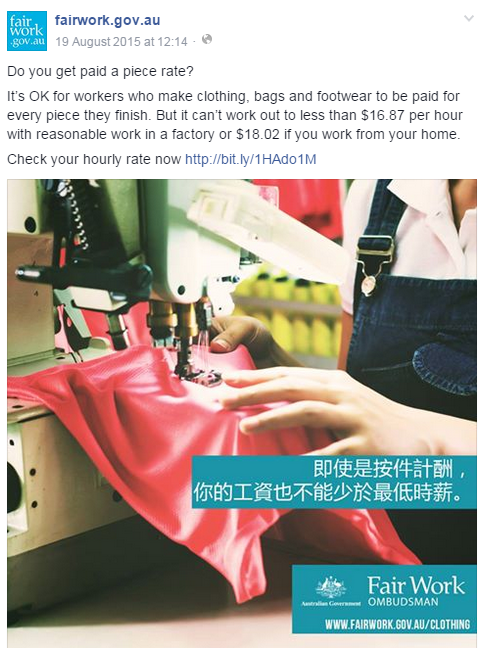 fair
work
.gov.au
fairwork.gov.au
19 August 2015 at 12:14 ·
Do you get paid a piece rate?
It's OK for workers who make clothing, bags and footwear to be paid for
every piece they finish. But it can't work out to less than $16.87 per hour
with reasonable work in a factory or $18.02 if you work from your home.
Check your hourly rate now http://bit.ly/1HAdo1M
即使是按件計酬，
你的工資也不能少於最低時薪。
Australian Government
Fair Work
OMBUDSMAN
WWW.FAIRWORK.GOV.AU/CLOTHING